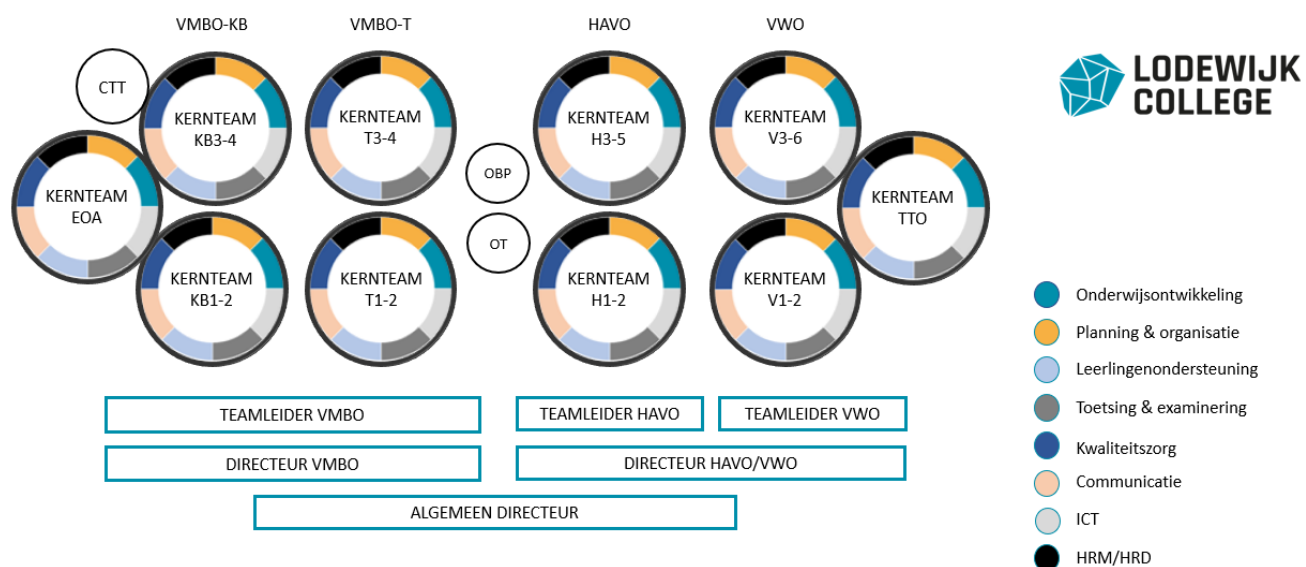 VMBO-KB
VMBO-T
HAVO
VWO
LODEWIJK
COLLEGE
CTT
KERNTEAM
KB3-4
KERNTEAM
T3-4
KERNTEAM
H3-5
KERNTEAM
V3-6
OBP
KERNTEAM
EOA
KERNTEAM
TTO
OT
KERNTEAM
KB1-2
KERNTEAM
T1-2
KERNTEAM
H1-2
KERNTEAM
V1-2
TEAMLEIDER VMBO
TEAMLEIDER HAVO
TEAMLEIDER VWO
DIRECTEUR VMBO
DIRECTEUR HAVO/VWO
ALGEMEEN DIRECTEUR
Onderwijsontwikkeling
Planning & organisatie
Leerlingenondersteuning
Toetsing & examinering
Kwaliteitszorg
Communicatie
ICT
HRM/HRD